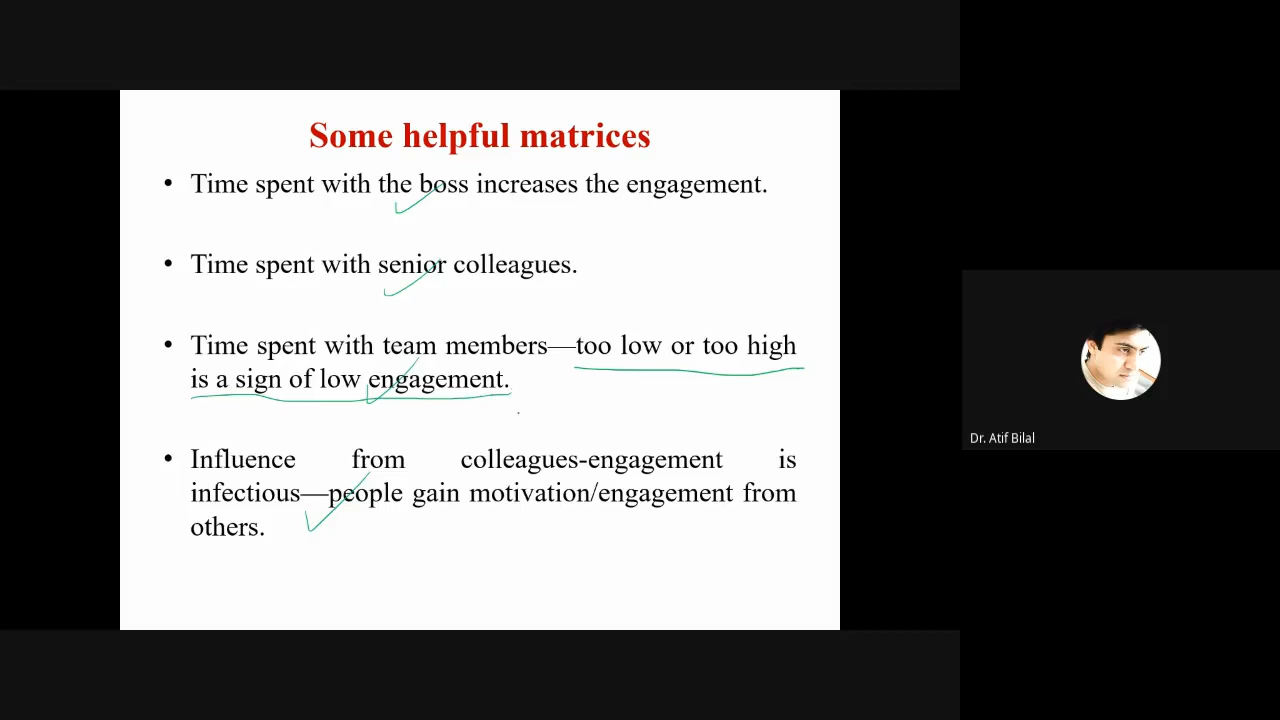 Some helpful matrices
• Time spent with the boss increases the engagement.
• Time spent with senior colleagues.
• Time spent with team members—too low or too high
is a sign of low engagement.
• Influence from colleagues-engagement is
infectious—people gain motivation/engagement from
others.
Dr. Atif Bilal